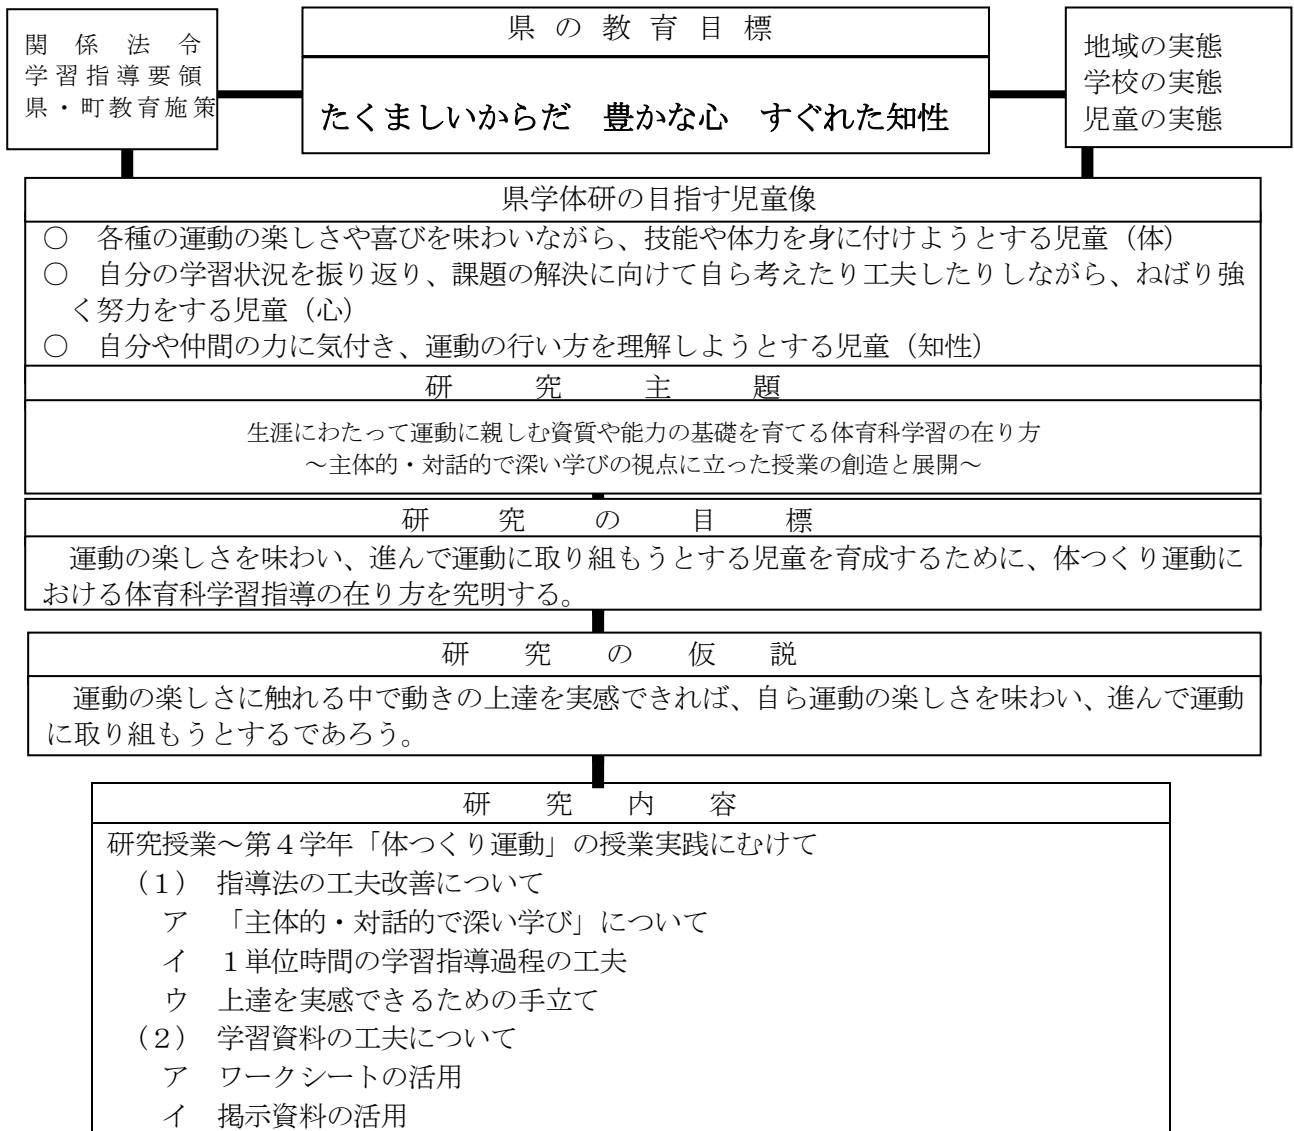 関係法令
学習指導要領
県・町教育施策
県の教育目標
たくましいからだ　豊かな心　すぐれた知性
地域の実態
学校の実態
児童の実態
県学体研の目指す児童像
○　各種の運動の楽しさや喜びを味わいながら、技能や体力を身に付けようとする児童（体）
○　自分の学習状況を振り返り、課題の解決に向けて自ら考えたり工夫したりしながら、ねばり強
く努力をする児童（心）
○　自分や仲間の力に気付き、運動の行い方を理解しようとする児童（知性）
研究主題
生涯にわたって運動に親しむ資質や能力の基礎を育てる体育科学習の在り方
～主体的・対話的で深い学びの視点に立った授業の創造と展開～
研究の目標
運動の楽しさを味わい、進んで運動に取り組もうとする児童を育成するために、体つくり運動に
おける体育科学習指導の在り方を究明する。
研究の仮説
運動の楽しさに触れる中で動きの上達を実感できれば、自ら運動の楽しさを味わい、進んで運動
に取り組もうとするであろう。
研究内容
研究授業～第４学年「体つくり運動」の授業実践にむけて
（１）　指導法の工夫改善について
ア　「主体的・対話的で深い学び」について
イ　１単位時間の学習指導過程の工夫
ウ　上達を実感できるための手立て
（２）　学習資料の工夫について
ア　ワークシートの活用
イ　掲示資料の活用